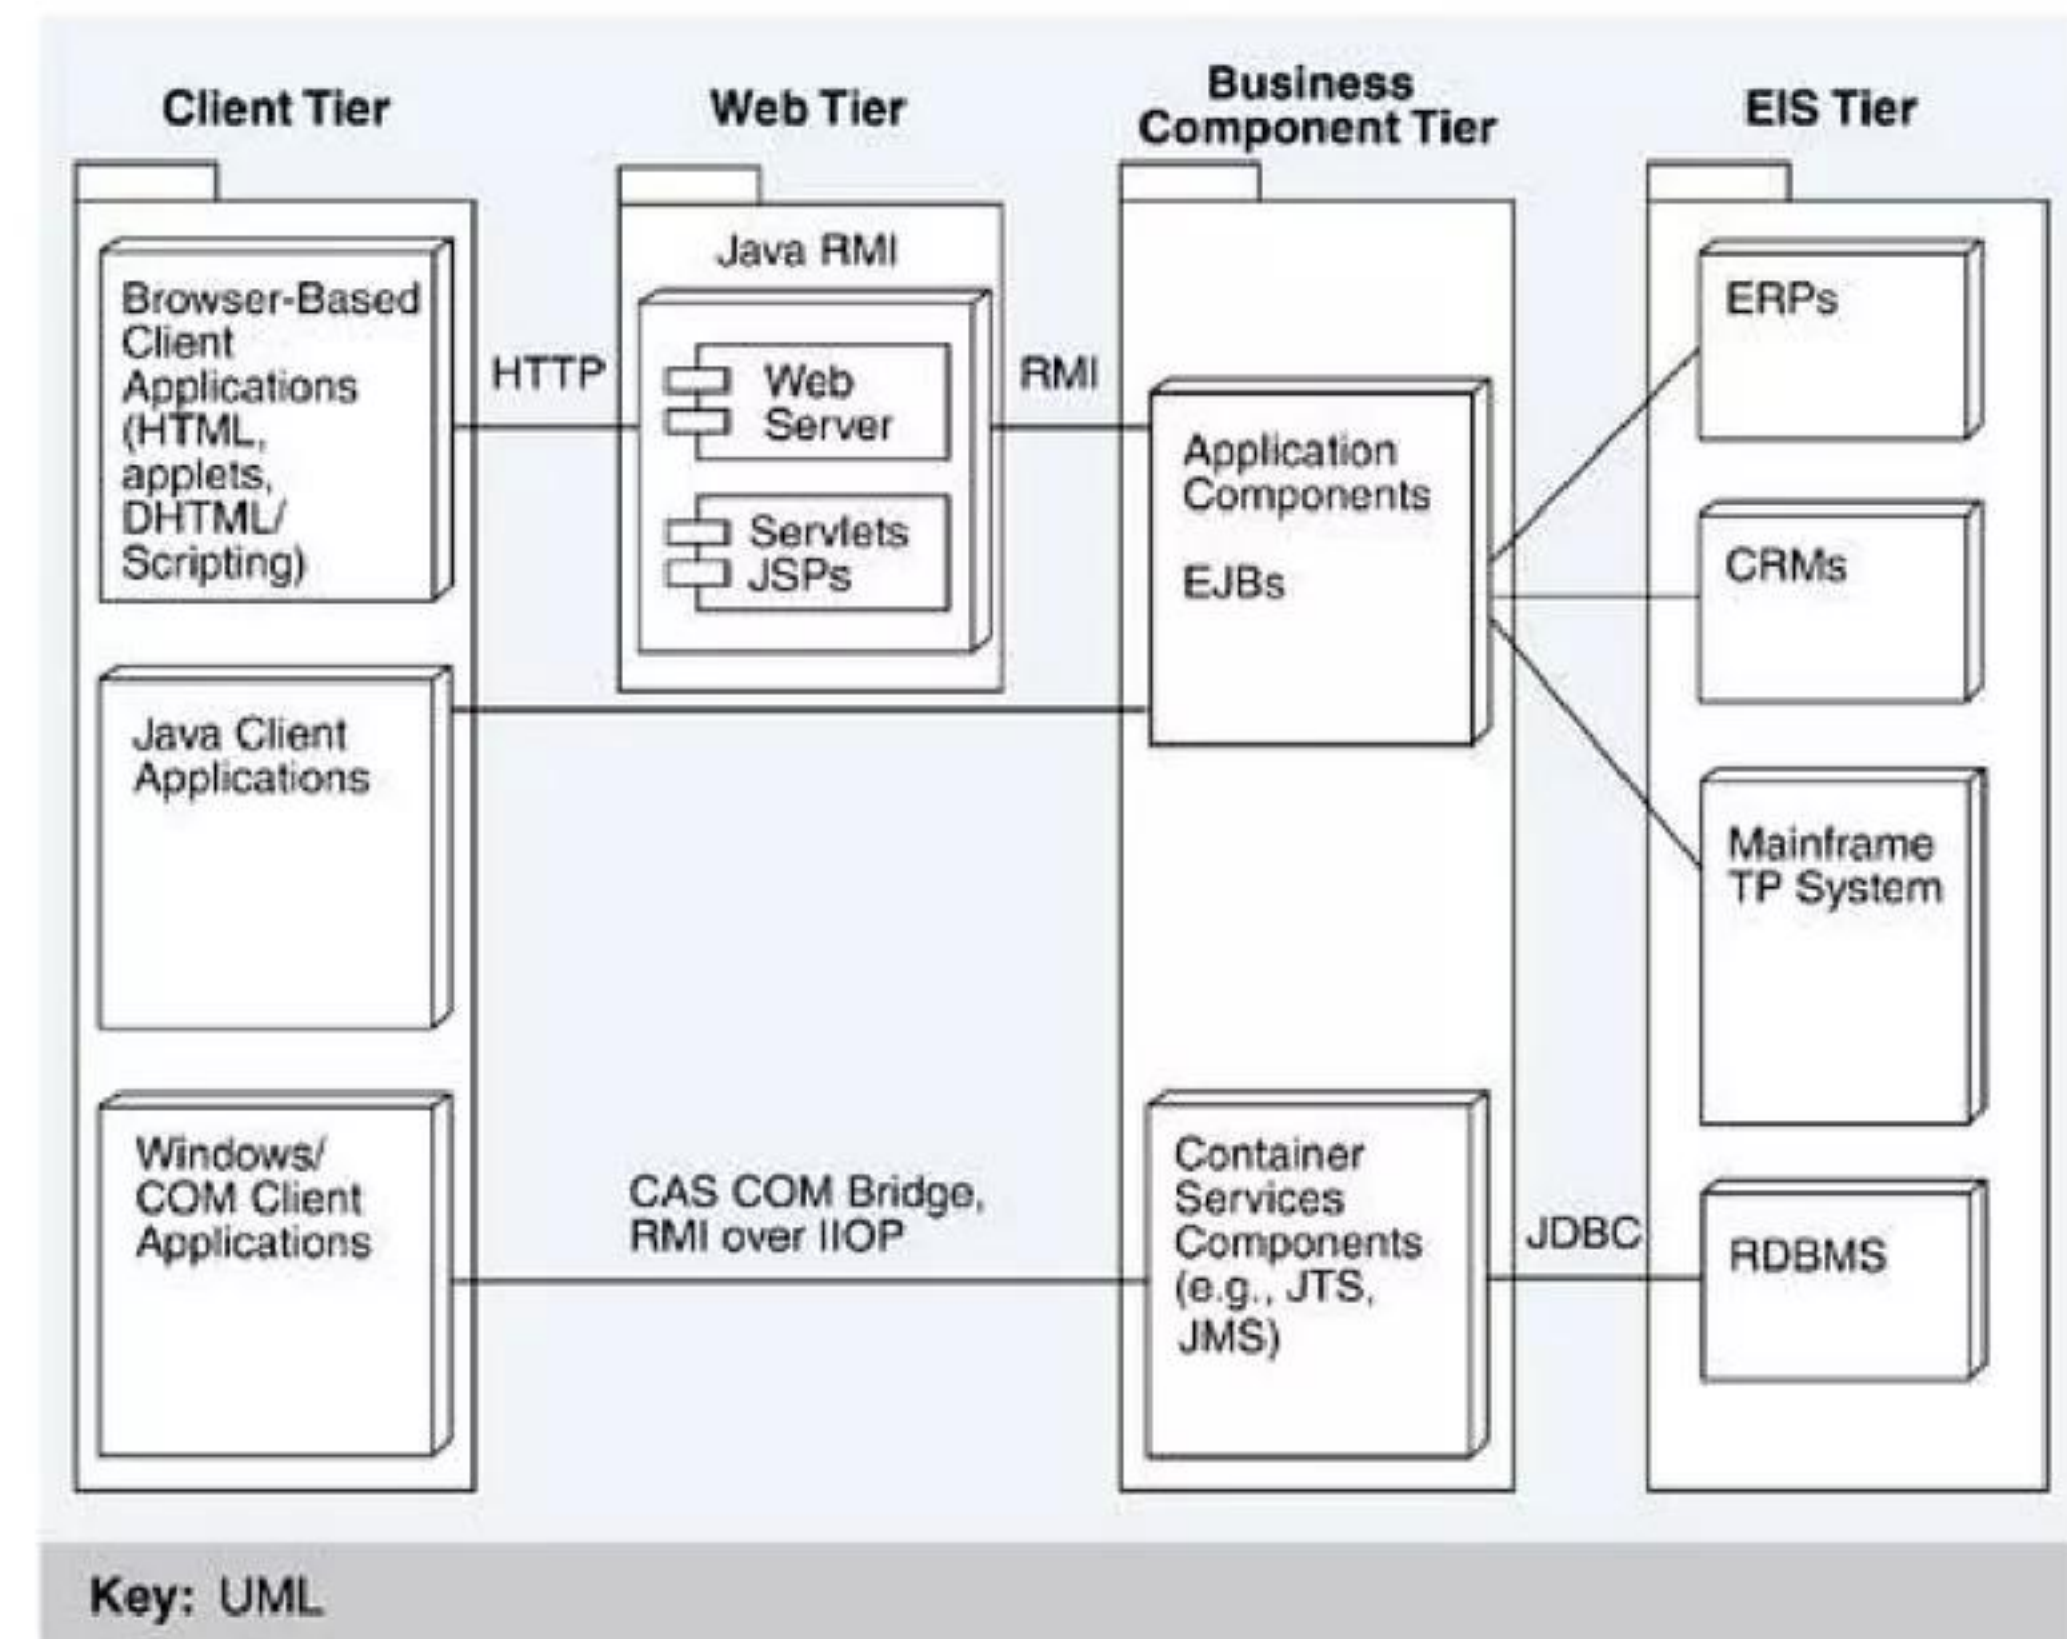 Client Tier
Web Tier
Business
Component Tier
EIS Tier
Browser-Based
Client
Applications
(HTML,
applets,
DHTML/
Scripting)
HTTP
Java RMI
Web
Server
Servlets
JSPs
RMI
Application
Components
EJBs
ERPs
CRMs
Mainframe
TP System
Java Client
Applications
Windows/
COM Client
Applications
CAS COM Bridge,
RMI over IIOP
Container
Services
Components
(e.g., JTS,
JMS)
JDBC
RDBMS
Key: UML